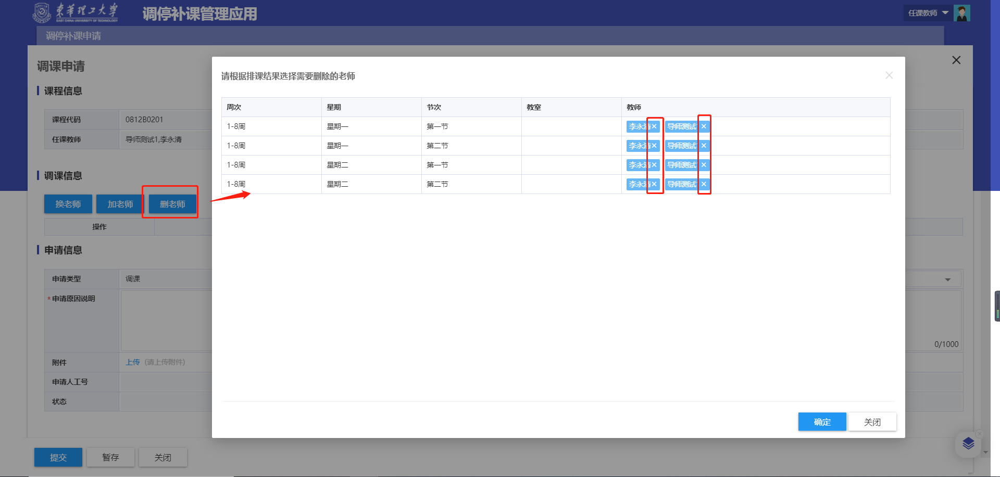 東華理工大学
EAST CHINA UNIVERSITY OF TECHNOLOGY
调停补课管理应用
任课教师
调停补课申请
调课申请
课程信息
课程代码 0812B0201
任课教师 导师测试1,李永清
调课信息
换老师 加老师 删老师
操作
申请信息
申请类型 调课
*申请原因说明
0/1000
附件 上传 (请上传附件)
申请人工号
状态
提交 暂存 关闭
请根据排课结果选择需要删除的老师
周次 星期 节次 教室 教师
1-8周 星期一 第一节 李永清 导师测试
1-8周 星期一 第二节 李永清 导师测试
1-8周 星期二 第一节 李永清 导师测试
1-8周 星期二 第二节 李永清 导师测试
确定 关闭